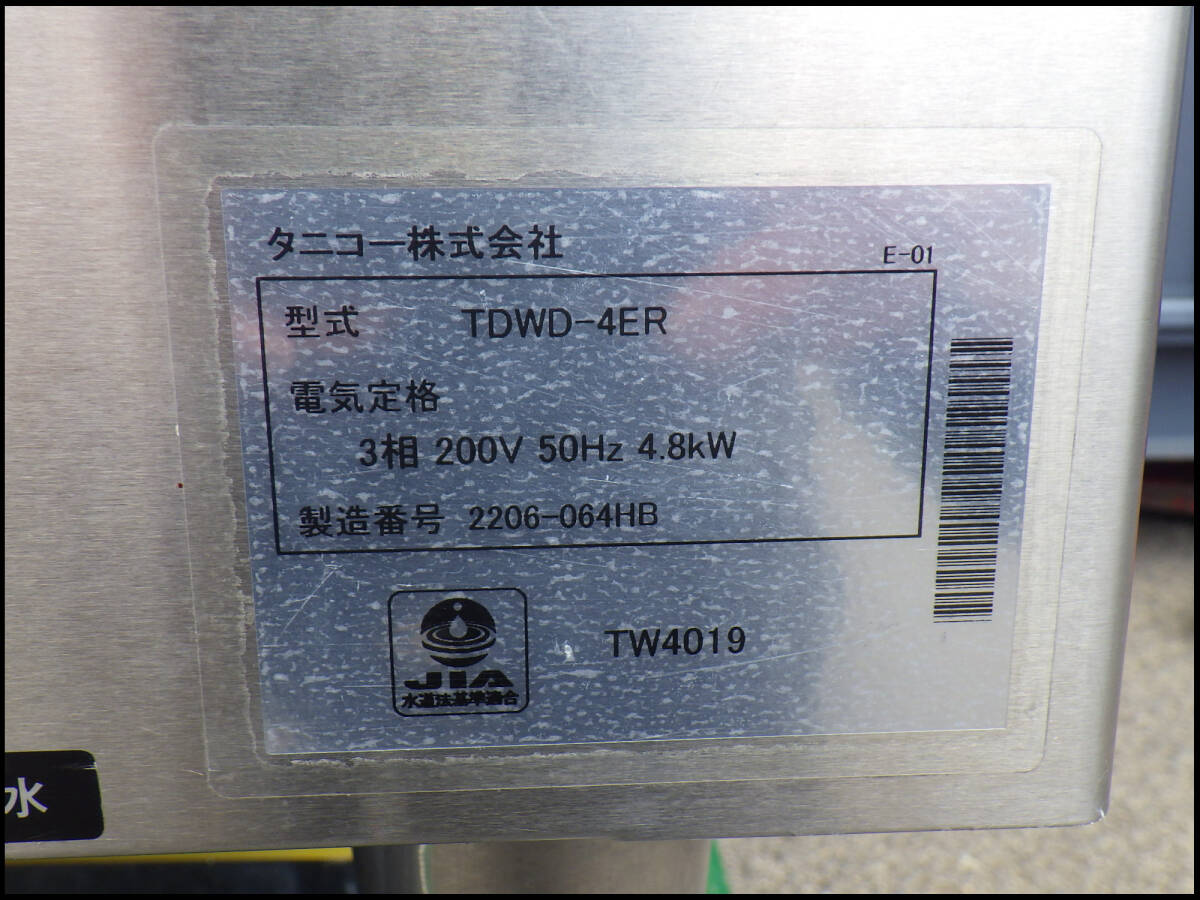 タニコー株式会社
E-01
型式 TDWD-4ER
電気定格
3相 200V 50Hz 4.8kW
製造番号 2206-064HB
JIA
水道法基準適合
TW4019
水